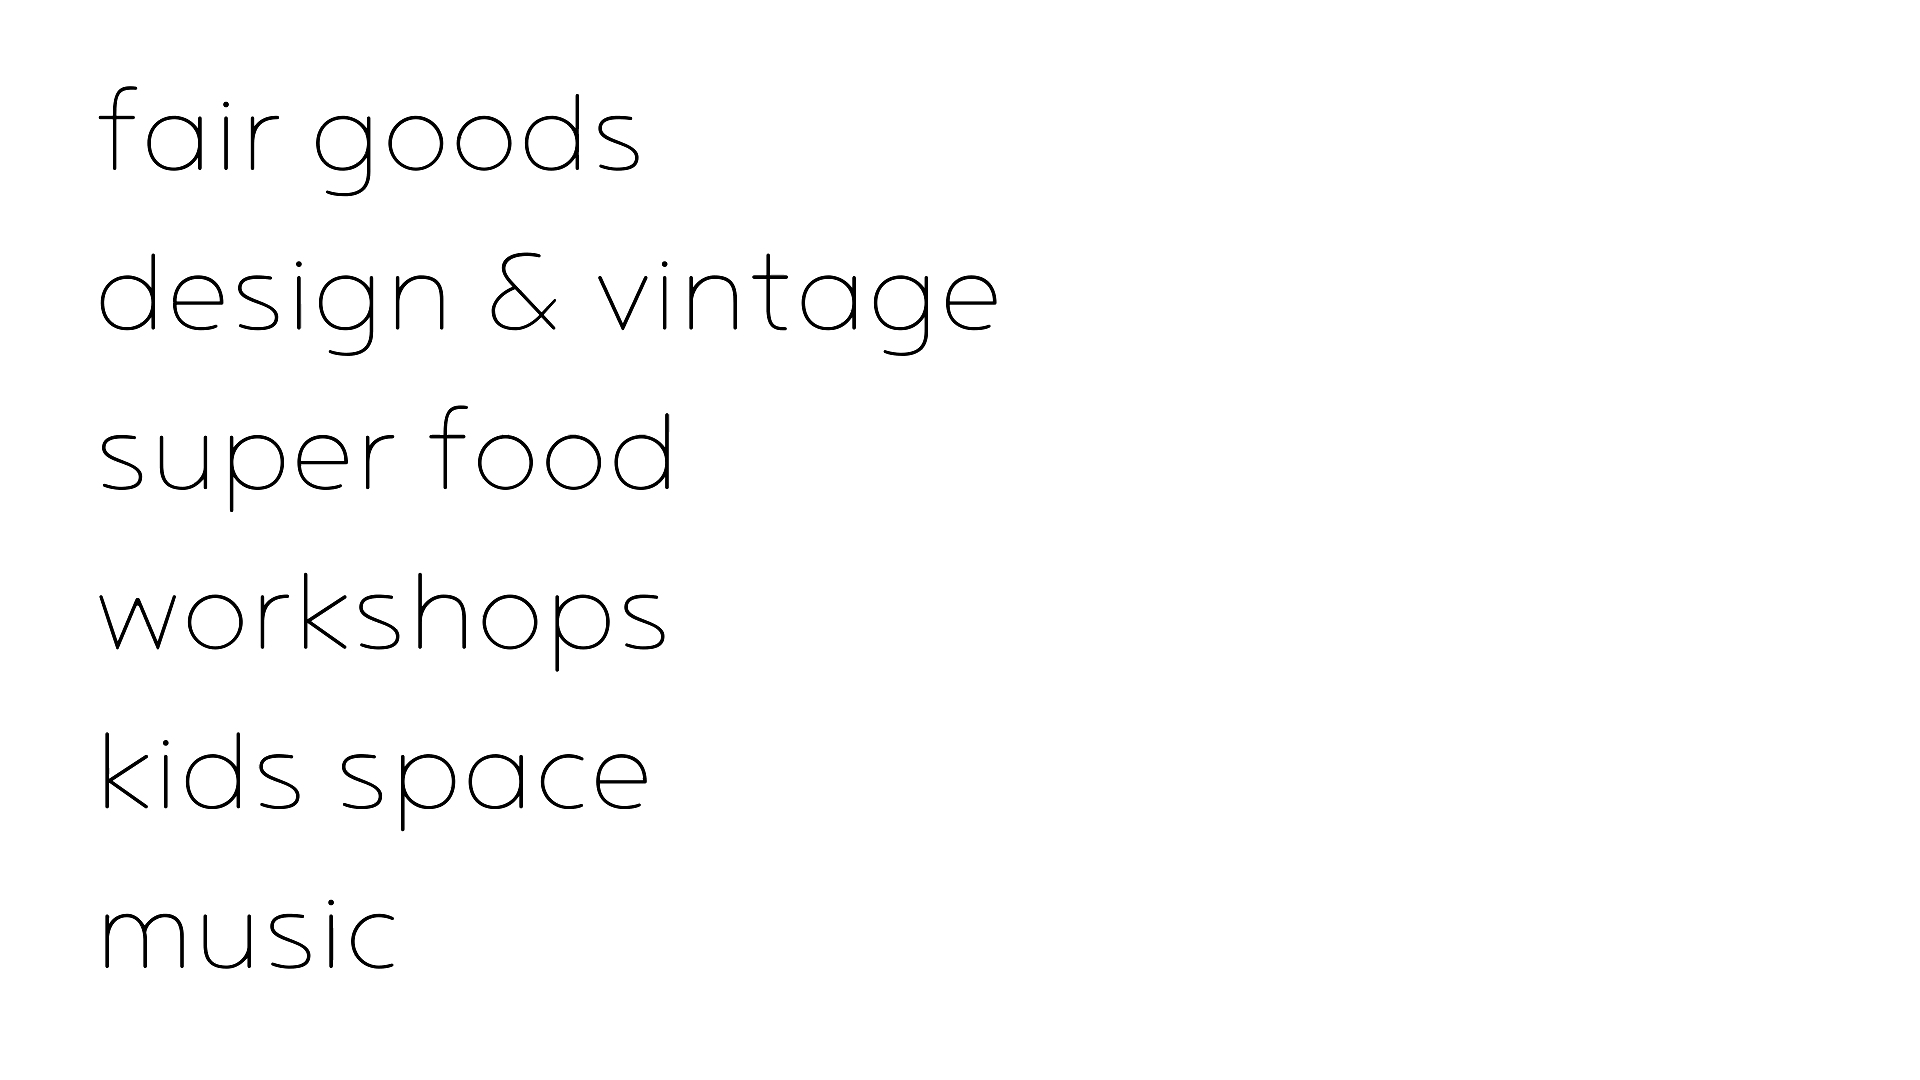 fair goods
design & vintage
super food
workshops
kids space
music